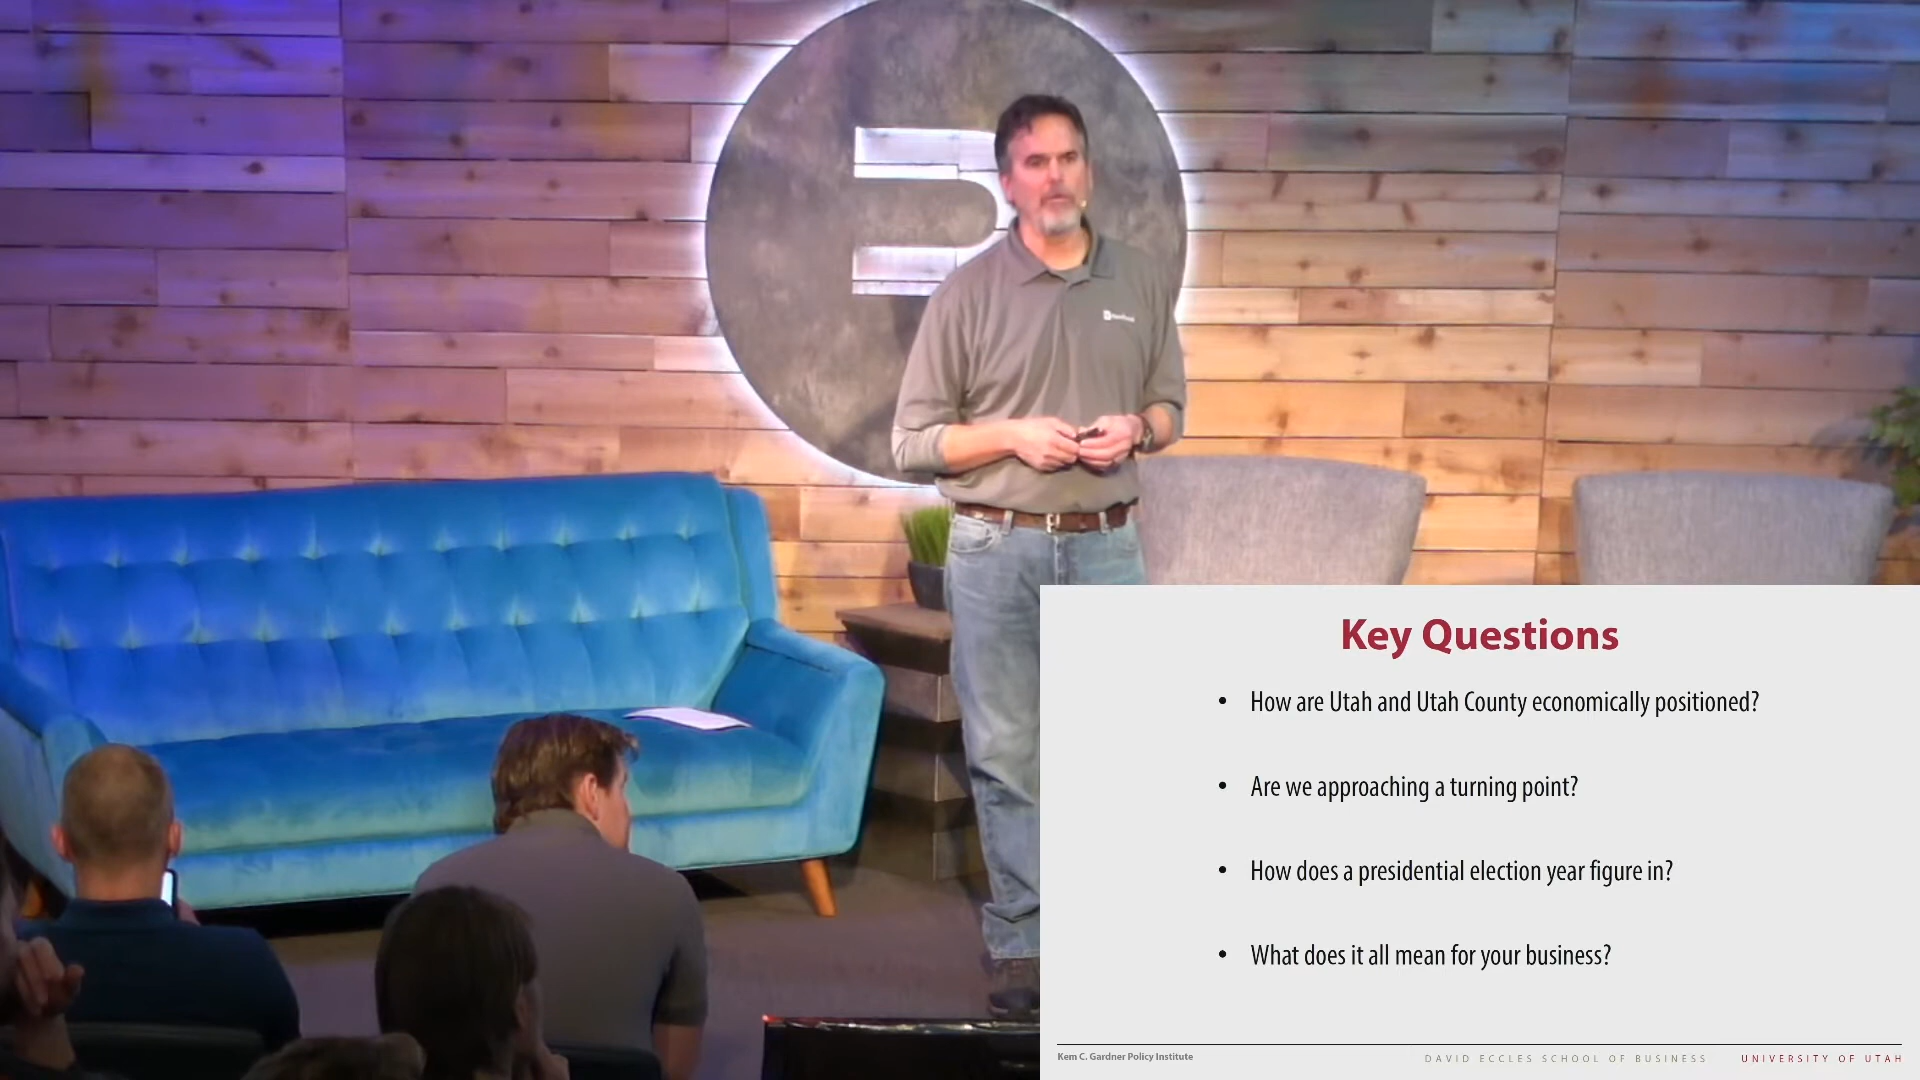 Key Questions
• How are Utah and Utah County economically positioned?
• Are we approaching a turning point?
• How does a presidential election year figure in?
• What does it all mean for your business?
Kem C. Gardner Policy Institute
DAVID ECCLES SCHOOL OF BUSINESS UNIVERSITY OF UTAH